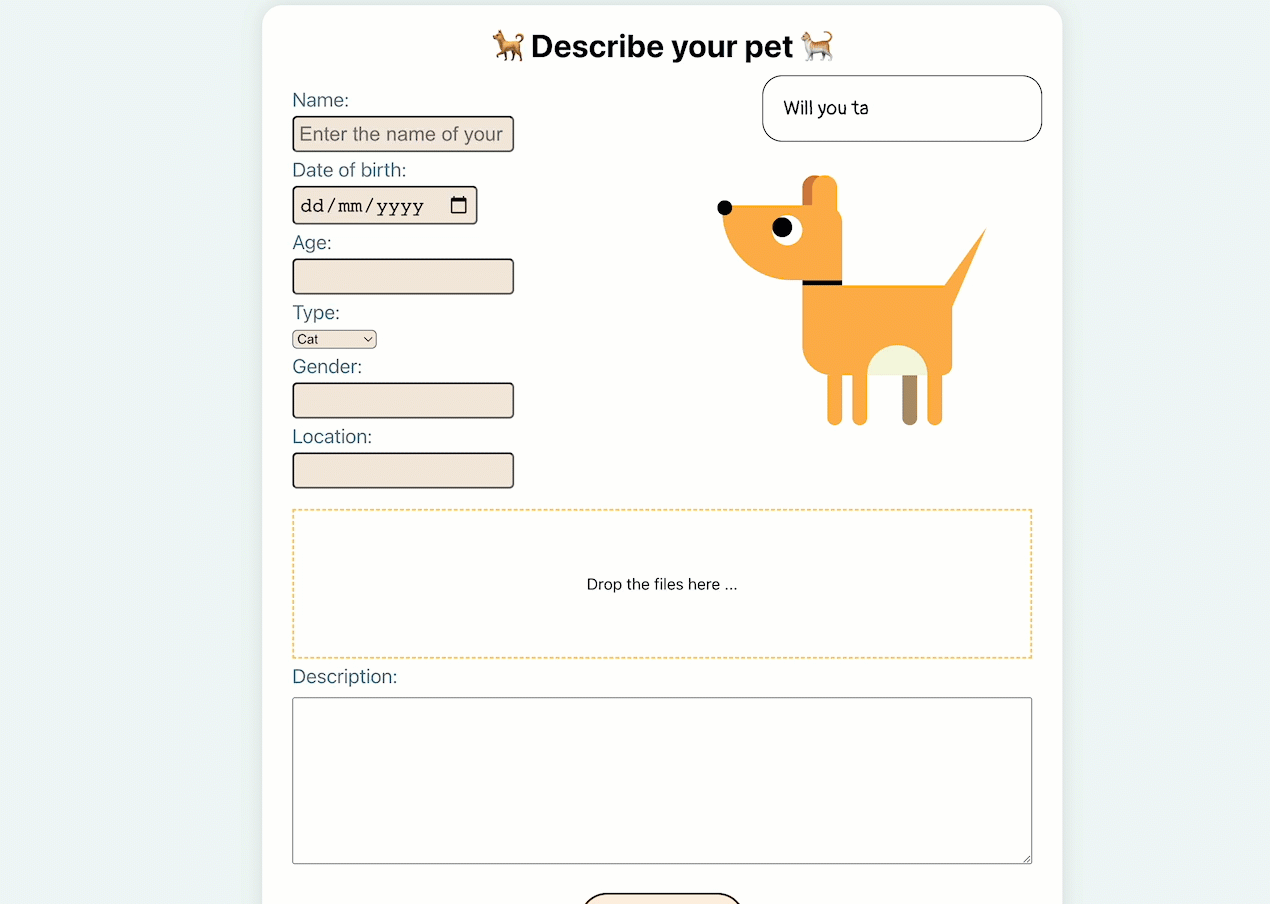 Describe your pet
Name:
Enter the name of your
Will you ta
Date of birth:
dd/mm/yyyy
Age:
Type:
Cat
Gender:
Location:
Drop the files here ...
Description: